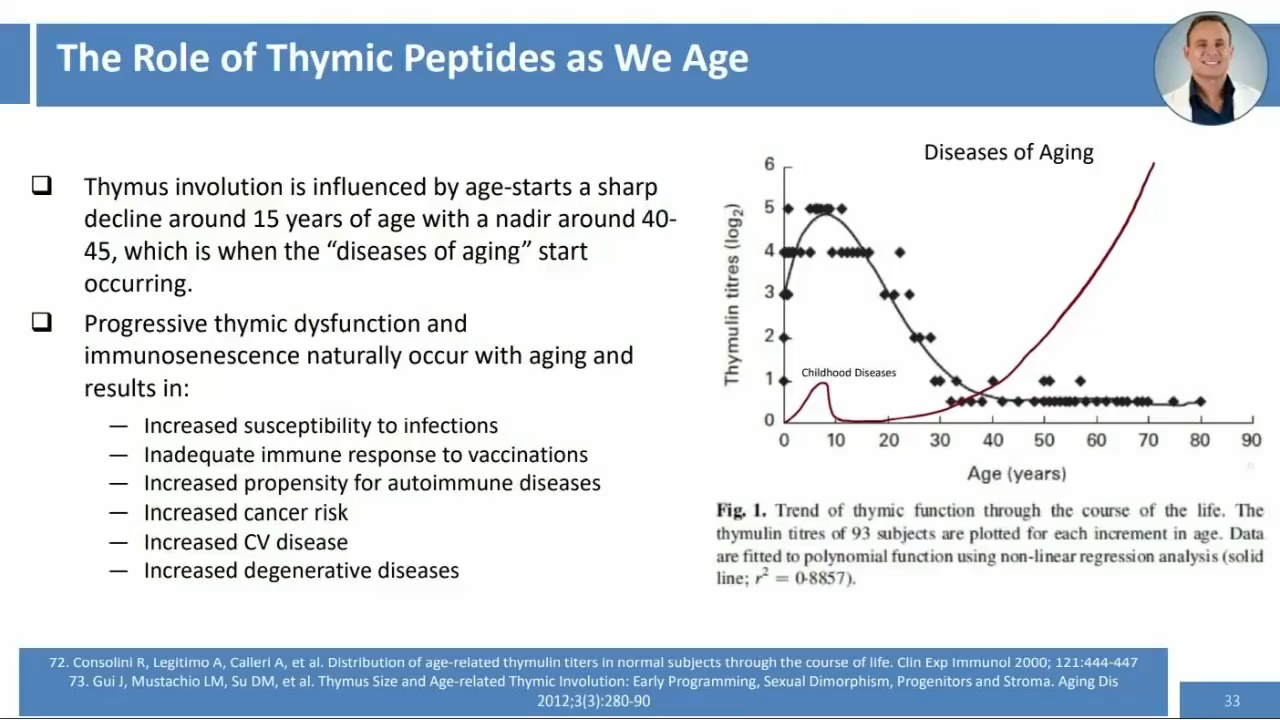 The Role of Thymic Peptides as We Age
❑ Thymus involution is influenced by age-starts a sharp
decline around 15 years of age with a nadir around 40-
45, which is when the “diseases of aging” start
occurring.
❑ Progressive thymic dysfunction and
immunosenescence naturally occur with aging and
results in:
— Increased susceptibility to infections
— Inadequate immune response to vaccinations
— Increased propensity for autoimmune diseases
— Increased cancer risk
— Increased CV disease
— Increased degenerative diseases
Diseases of Aging
Thymulin titres (log₂)
6
5
4
3
2
1
0
Childhood Diseases
0 10 20 30 40 50 60 70 80 90
Age (years)
Fig. 1. Trend of thymic function through the course of the life. The
thymulin titres of 93 subjects are plotted for each increment in age. Data
are fitted to polynomial function using non-linear regression analysis (solid
line; r² = 0·8857).
72. Consolini R, Legitimo A, Calleri A, et al. Distribution of age-related thymulin titers in normal subjects through the course of life. Clin Exp Immunol 2000; 121:444-447
73. Gui J, Mustachio LM, Su DM, et al. Thymus Size and Age-related Thymic Involution: Early Programming, Sexual Dimorphism, Progenitors and Stroma. Aging Dis
2012;3(3):280-90
33